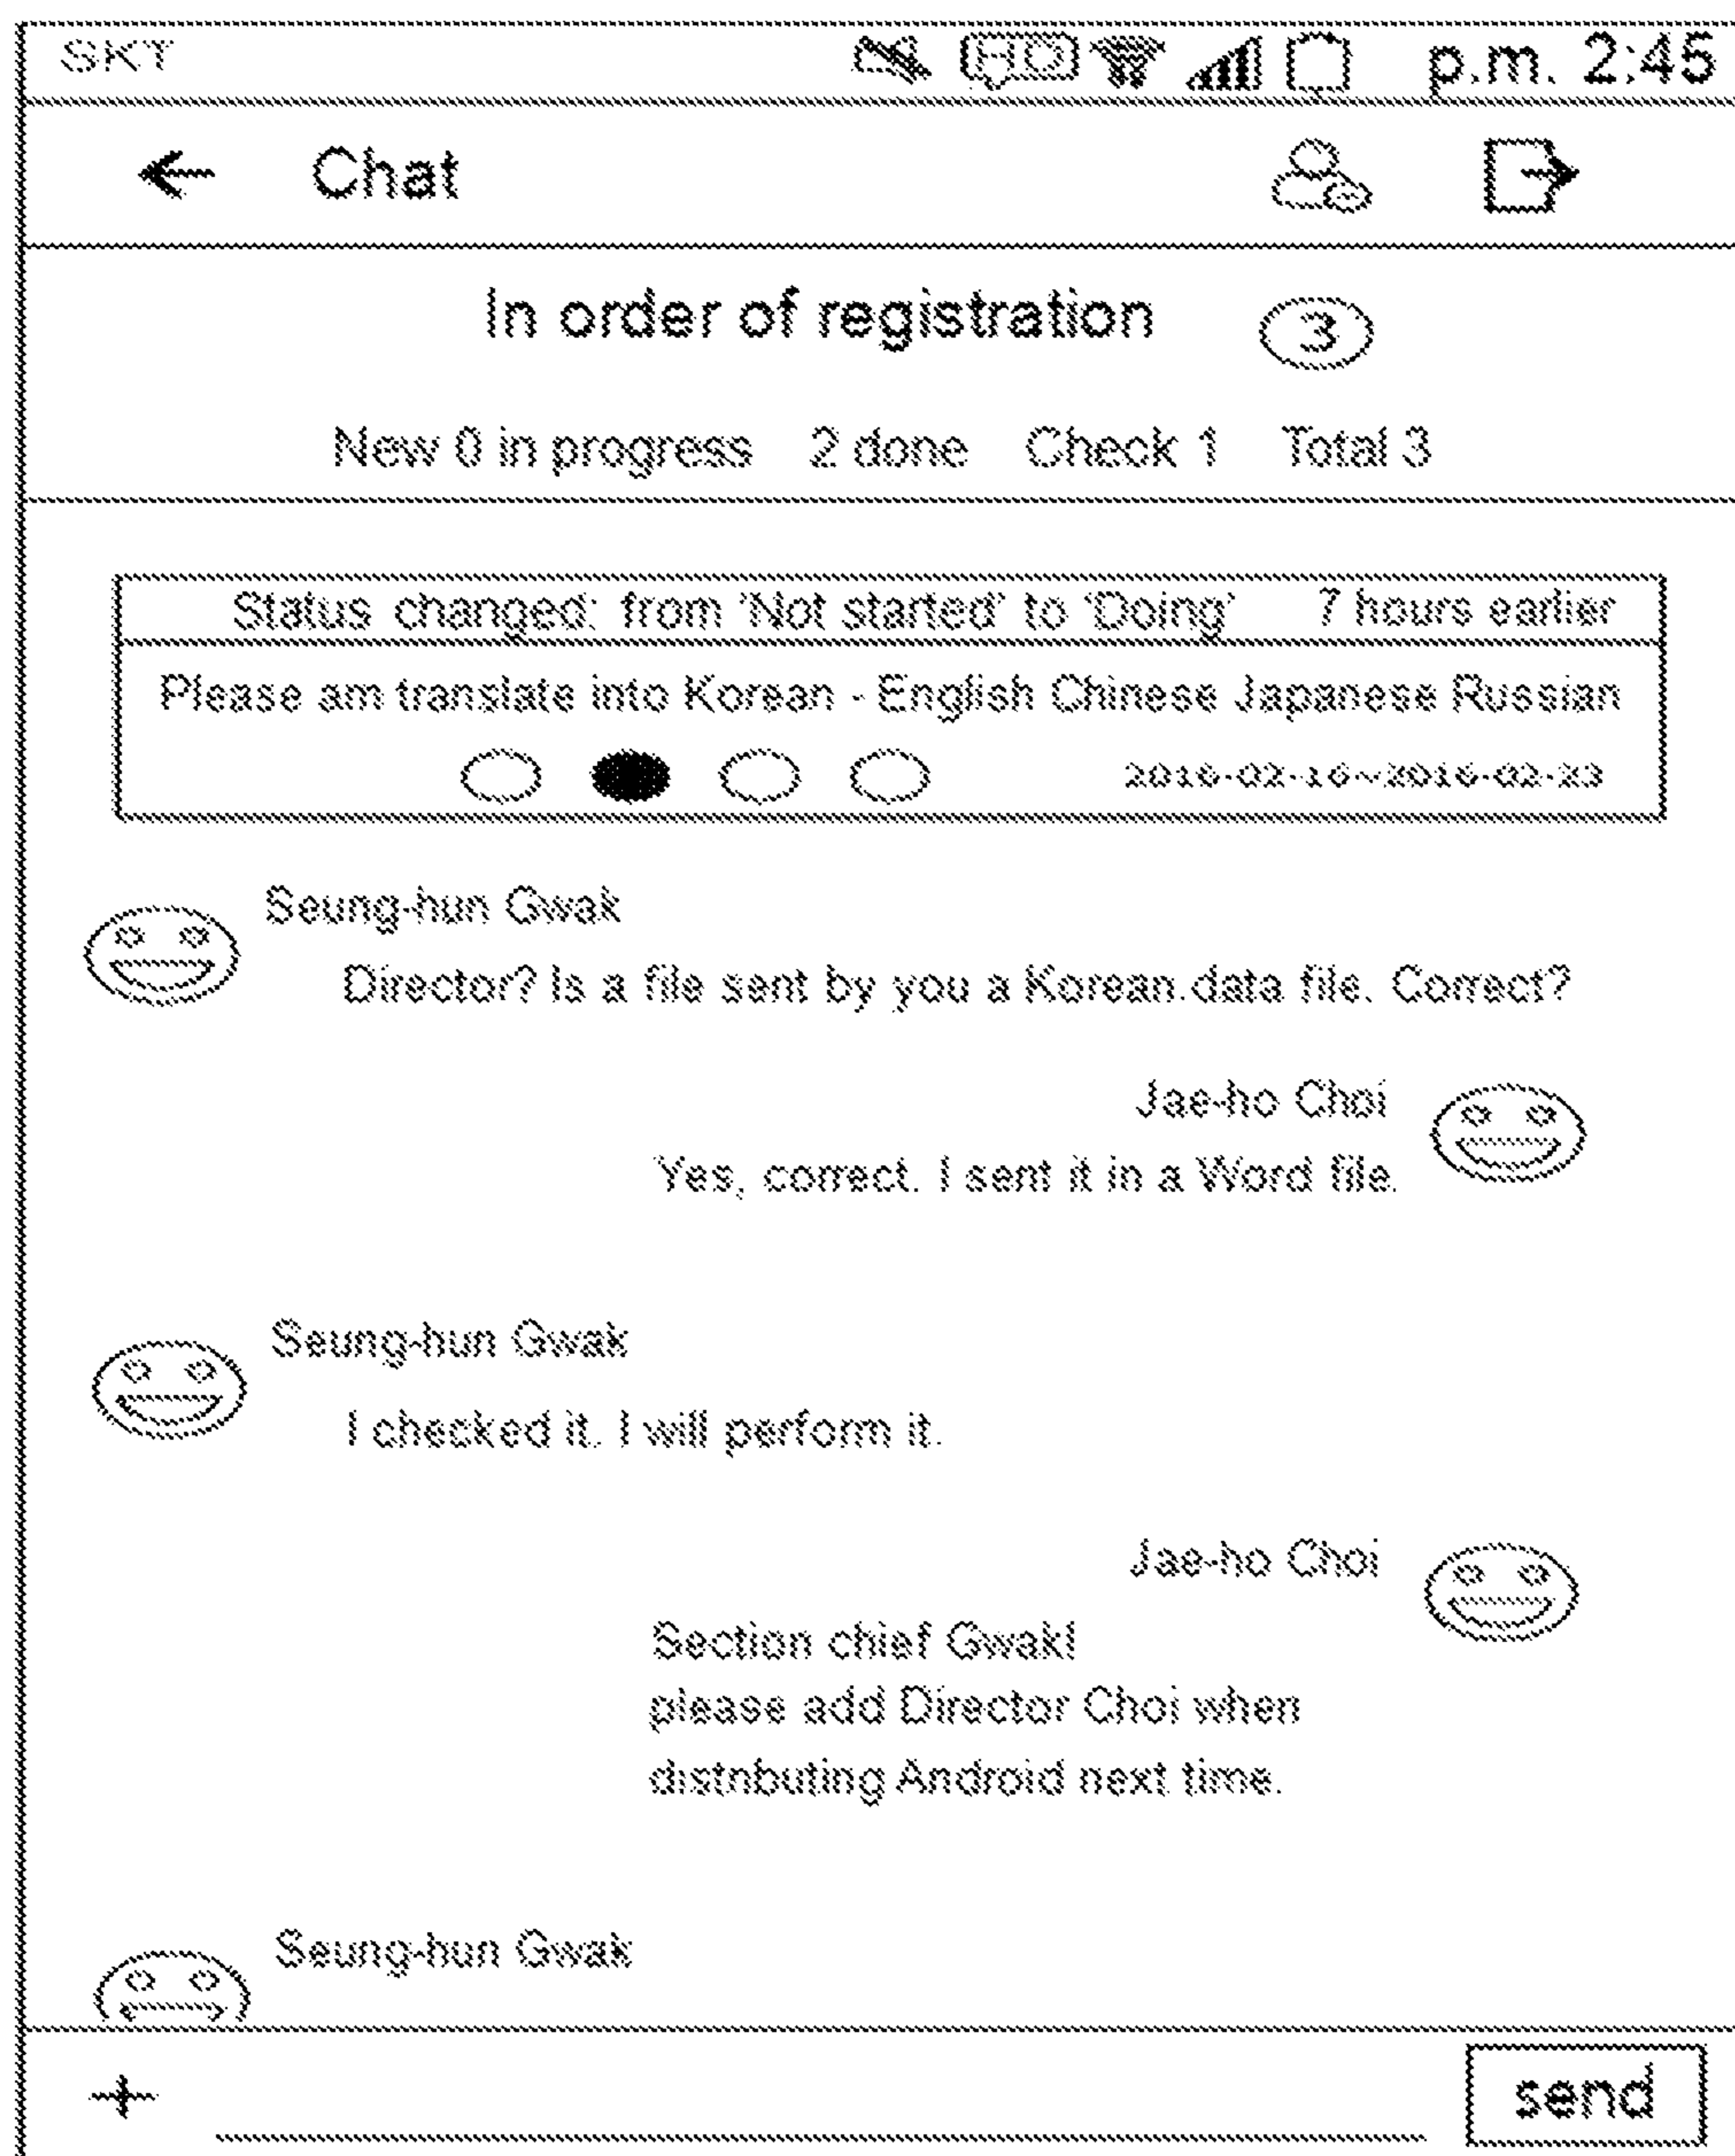 SKT HD p.m. 2:45
Chat
In order of registration 3
New 0 in progress 2 done Check 1 Total 3
Status changed: from 'Not started' to 'Doing' 7 hours earlier
Please am translate into Korean - English Chinese Japanese Russian
2016-02-16~2016-02-23
Seung-hun Gwak
Director? Is a file sent by you a Korean.data file. Correct?
Jae-ho Choi
Yes, correct. I sent it in a Word file.
Seung-hun Gwak
I checked it. I will perform it.
Jae-ho Choi
Section chief Gwak!
please add Director Choi when
distributing Android next time.
Seung-hun Gwak
+ send